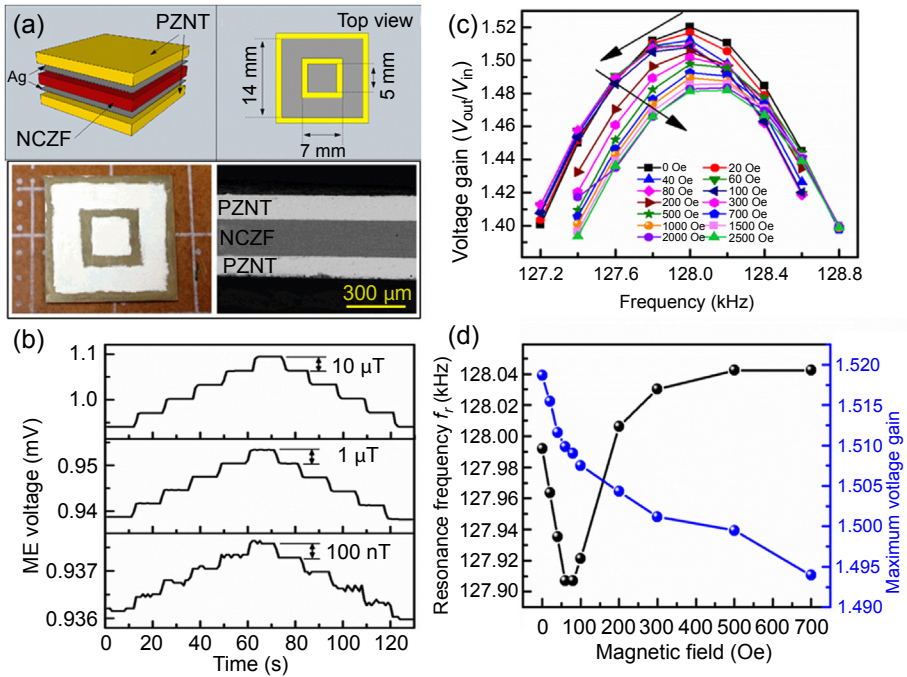 (a)
PZNT
Ag
NCZF
Top view
14 mm
5 mm
7 mm
PZNT
NCZF
PZNT
300 µm
(b)
ME voltage (mV)
1.1
1.0
10 µT
0.95
0.94
1 µT
0.937
0.936
100 nT
0 20 40 60 80 100 120
Time (s)
(c)
Voltage gain (Vout/Vin)
1.52
1.50
1.48
1.46
1.44
1.42
1.40
0 Oe 20 Oe
40 Oe 60 Oe
80 Oe 100 Oe
200 Oe 300 Oe
500 Oe 700 Oe
1000 Oe 1500 Oe
2000 Oe 2500 Oe
127.2 127.6 128.0 128.4 128.8
Frequency (kHz)
(d)
Resonance frequency fr (kHz)
128.04
128.02
128.00
127.98
127.96
127.94
127.92
127.90
1.520
1.515
1.510
1.505
1.500
1.495
1.490
Maximum votlage gain
0 100 200 300 400 500 600 700
Magnetic field (Oe)